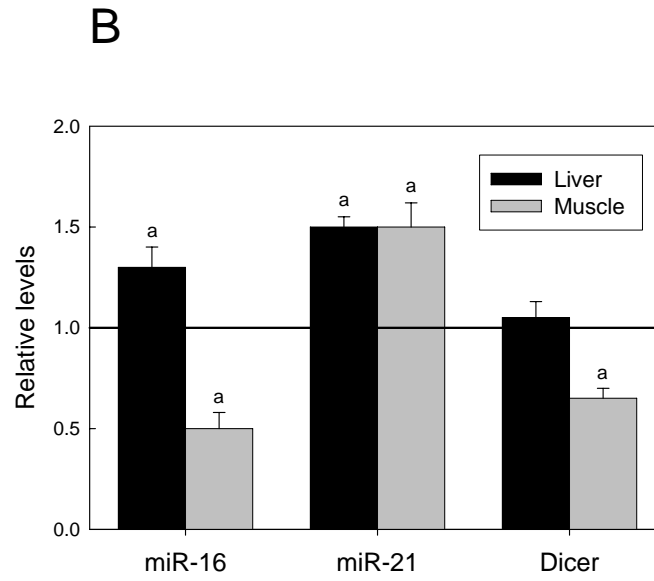 B
2.0
Liver
Muscle
a
a
a
1.5
Relative levels
1.0
a
a
0.5
0.0
miR-16
miR-21
Dicer